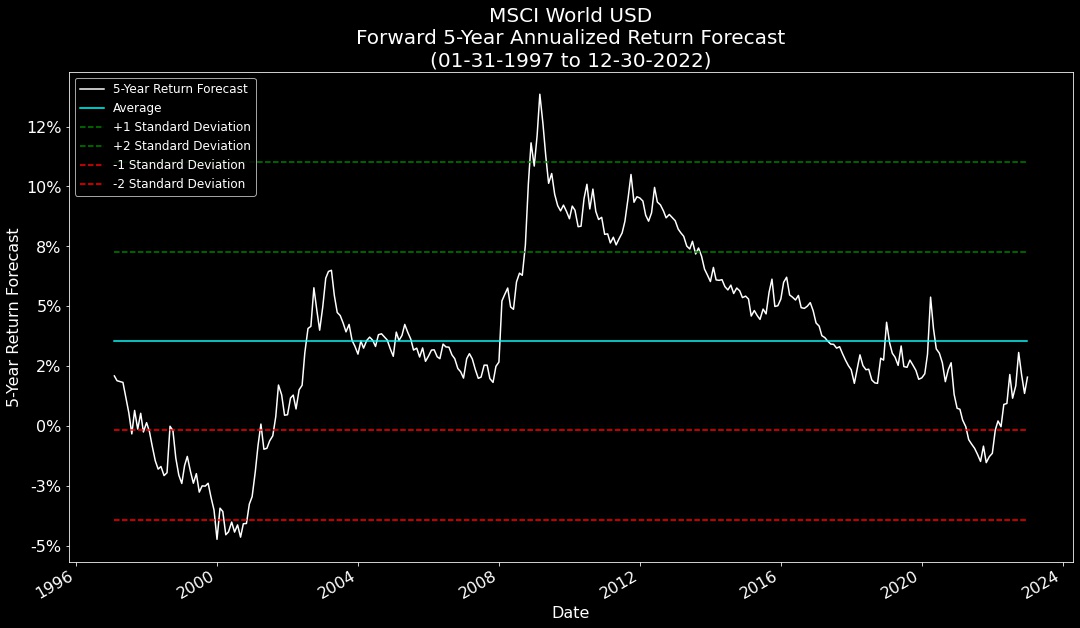 MSCI World USD
Forward 5-Year Annualized Return Forecast
(01-31-1997 to 12-30-2022)
5-Year Return Forecast
Average
+1 Standard Deviation
+2 Standard Deviation
-1 Standard Deviation
-2 Standard Deviation
5-Year Return Forecast
12%
10%
8%
5%
2%
0%
-3%
-5%
1996
2000
2004
2008
2012
2016
2020
2024
Date